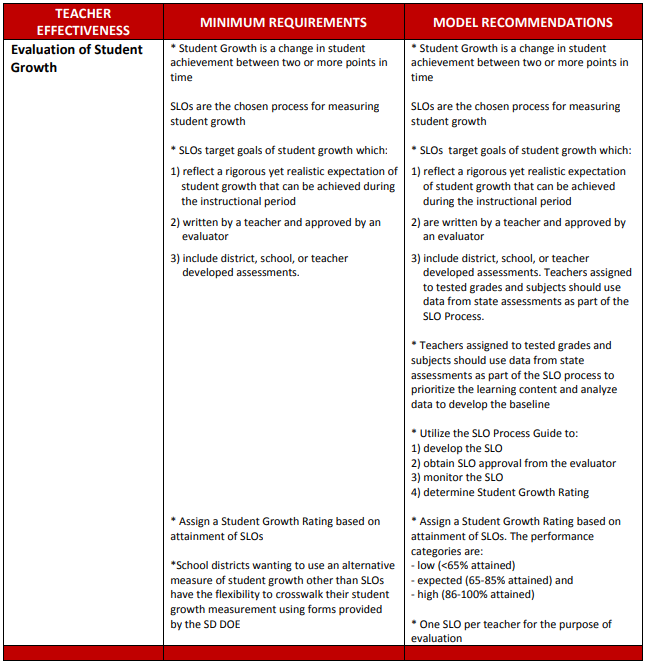 TEACHER
EFFECTIVENESS
MINIMUM REQUIREMENTS
MODEL RECOMMENDATIONS
Evaluation of Student
Growth
* Student Growth is a change in student
achievement between two or more points in
time
SLOs are the chosen process for measuring
student growth
* SLOs target goals of student growth which:
1) reflect a rigorous yet realistic expectation
of student growth that can be achieved during
the instructional period
2) written by a teacher and approved by an
evaluator
3) include district, school, or teacher
developed assessments.
* Assign a Student Growth Rating based on
attainment of SLOs
*School districts wanting to use an alternative
measure of student growth other than SLOs
have the flexibility to crosswalk their student
growth measurement using forms provided
by the SD DOE
* Student Growth is a change in student
achievement between two or more points in
time
SLOs are the chosen process for measuring
student growth
* SLOs target goals of student growth which:
1) reflect a rigorous yet realistic expectation
of student growth that can be achieved
during the instructional period
2) are written by a teacher and approved by
an evaluator
3) include district, school, or teacher
developed assessments. Teachers assigned
to tested grades and subjects should use
data from state assessments as part of the
SLO Process.
* Teachers assigned to tested grades and
subjects should use data from state
assessments as part of the SLO process to
prioritize the learning content and analyze
data to develop the baseline
* Utilize the SLO Process Guide to:
1) develop the SLO
2) obtain SLO approval from the evaluator
3) monitor the SLO
4) determine Student Growth Rating
* Assign a Student Growth Rating based on
attainment of SLOs. The performance
categories are:
- low (<65% attained)
- expected (65-85% attained) and
- high (86-100% attained)
* One SLO per teacher for the purpose of
evaluation